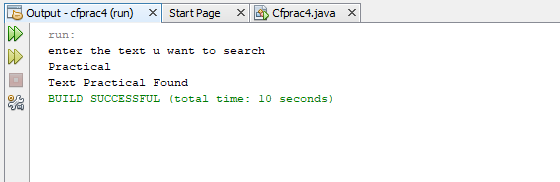 Output - cfprac4 (run) Start Page Cfprac4.java
run:
enter the text u want to search
Practical
Text Practical Found
BUILD SUCCESSFUL (total time: 10 seconds)